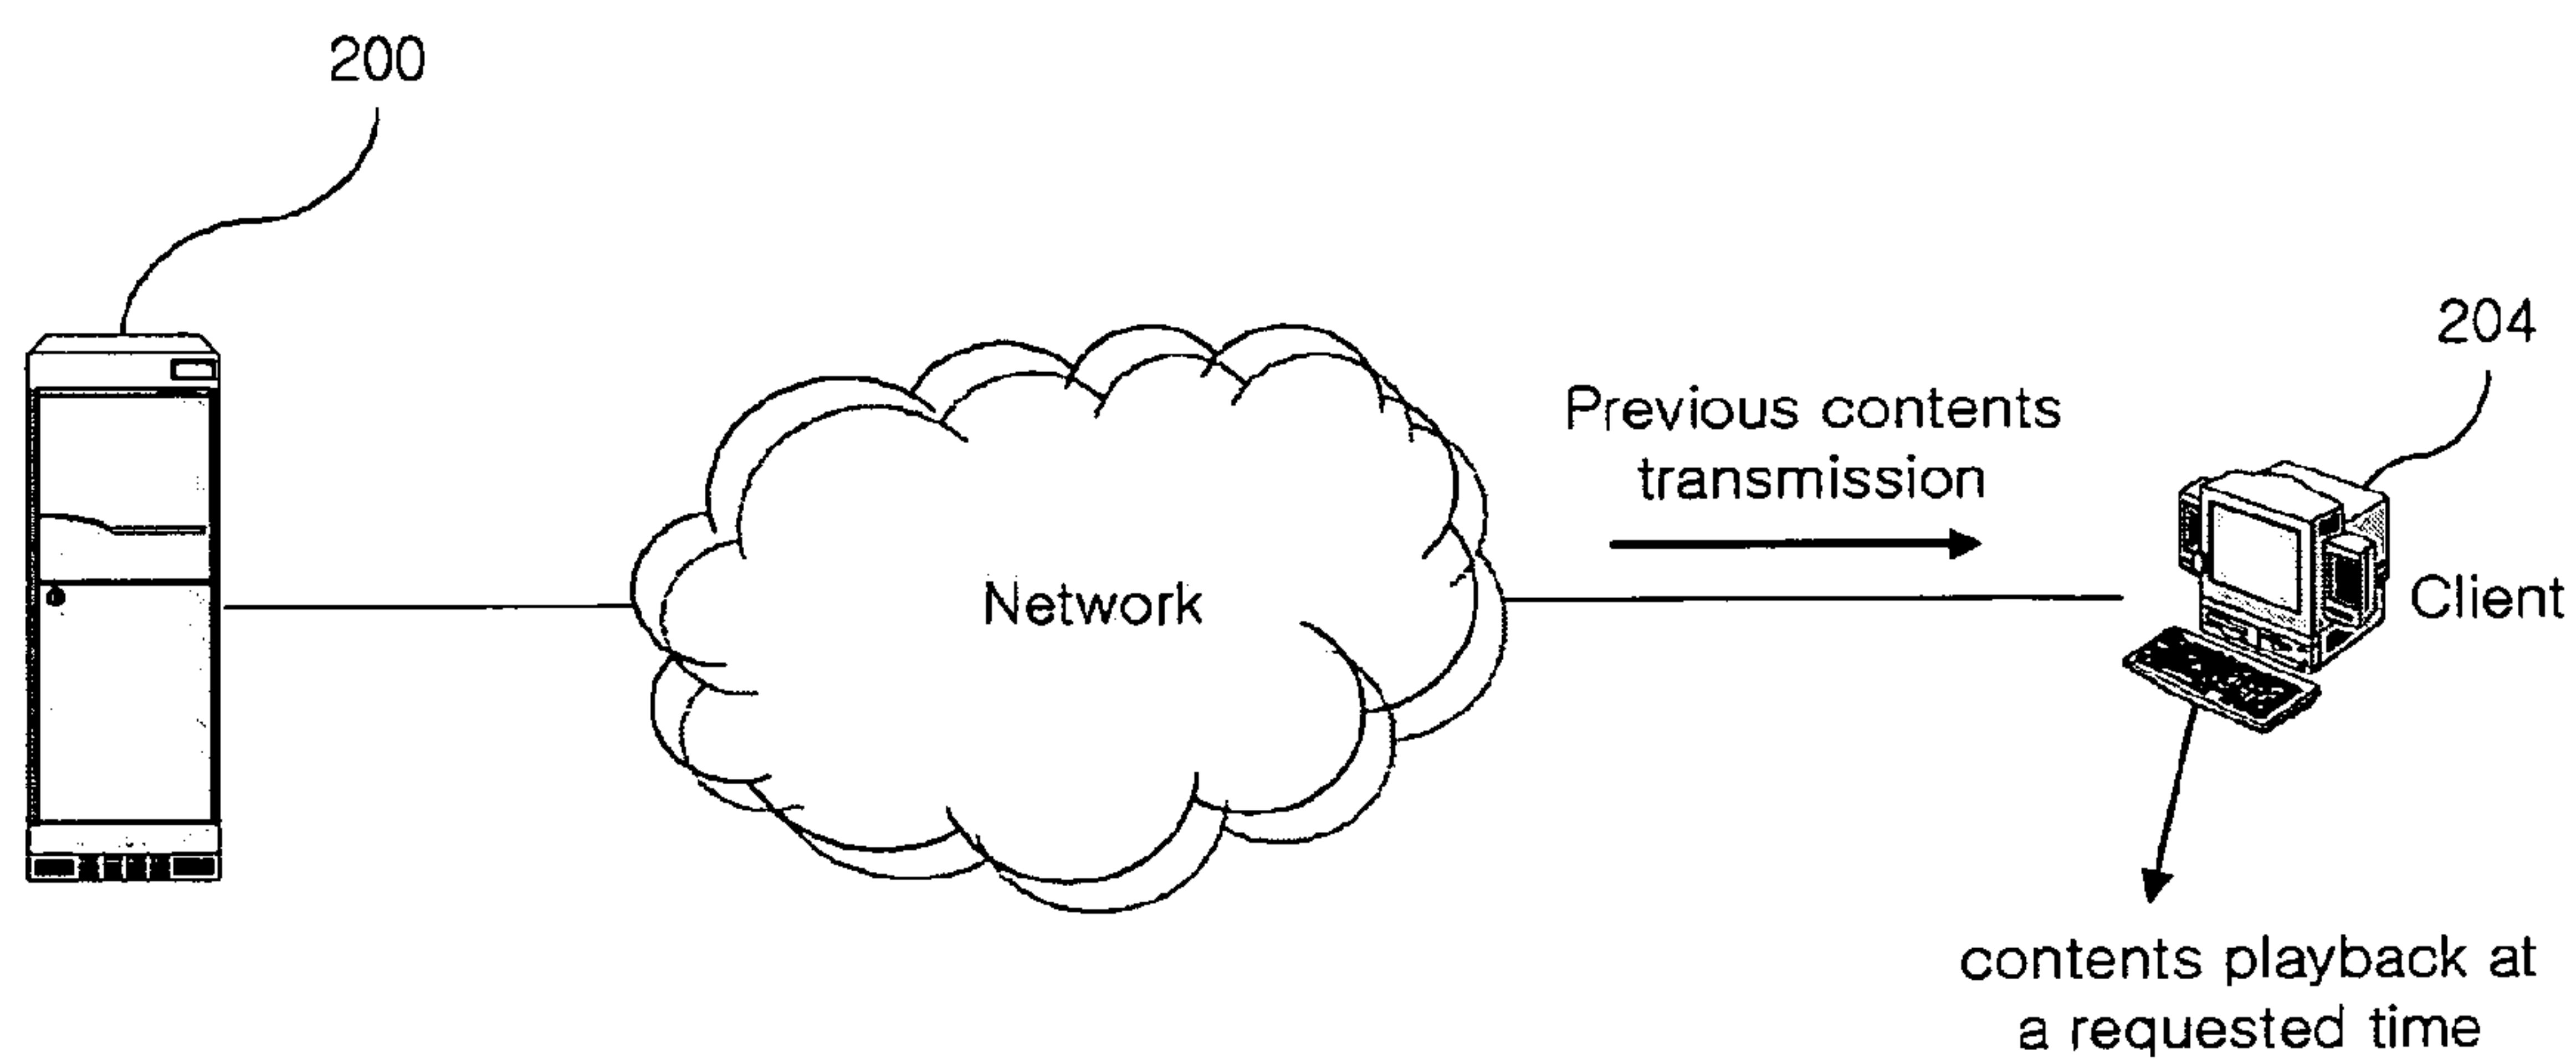 200
204
Previous contents
transmission
Network
Client
contents playback at
a requested time